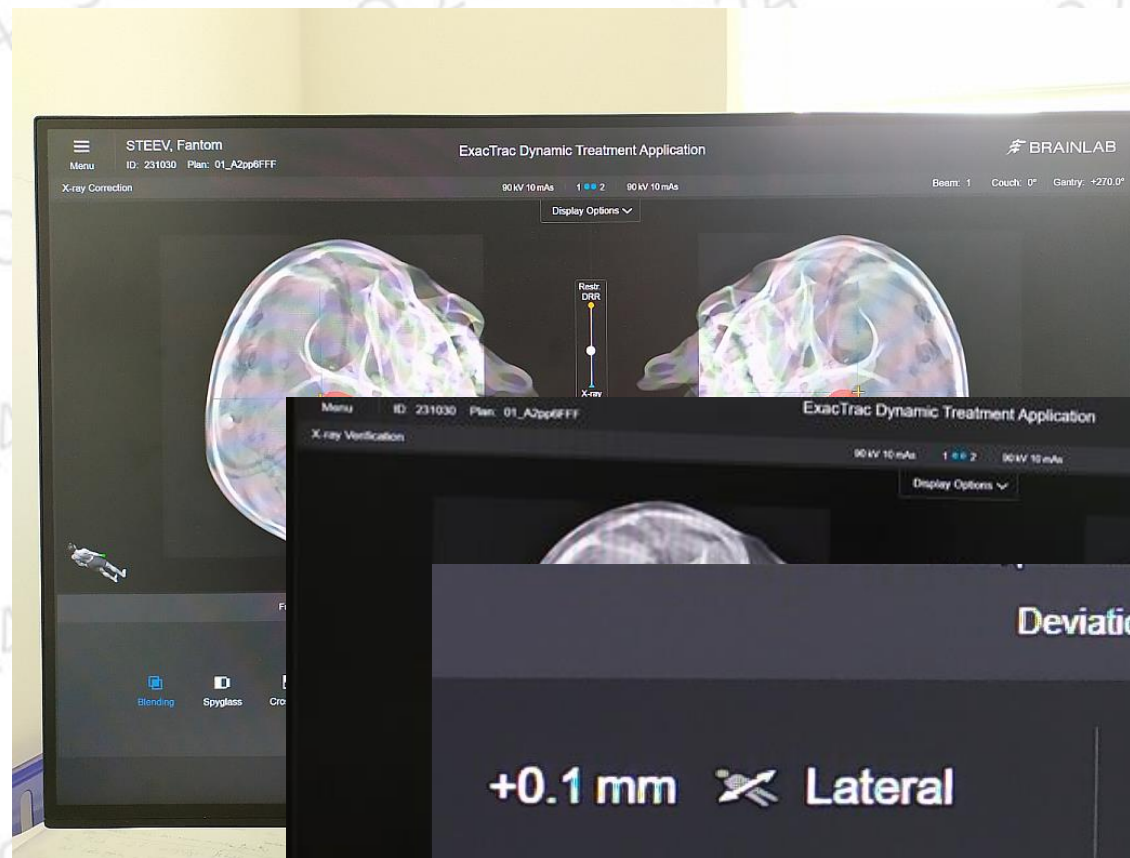 STEEV, Fantom
Menu
ID: 231030 Plan: 01_A2pp6FFF
ExacTrac Dynamic Treatment Application
BRAINLAB
X-ray Correction
90 kV 10 mAs 1 2 90 kV 10 mAs
Beam: 1 Couch: 0° Gantry: +270.0°
Display Options
Restr.
DRR
X-ray
Blending
Spyglass
Menu ID: 231030 Plan: 01_A2pp6FFF
ExacTrac Dynamic Treatment Application
X-ray Verification
90 kV 10 mAs 1 2 90 kV 10 mAs
Display Options
+0.1 mm Lateral